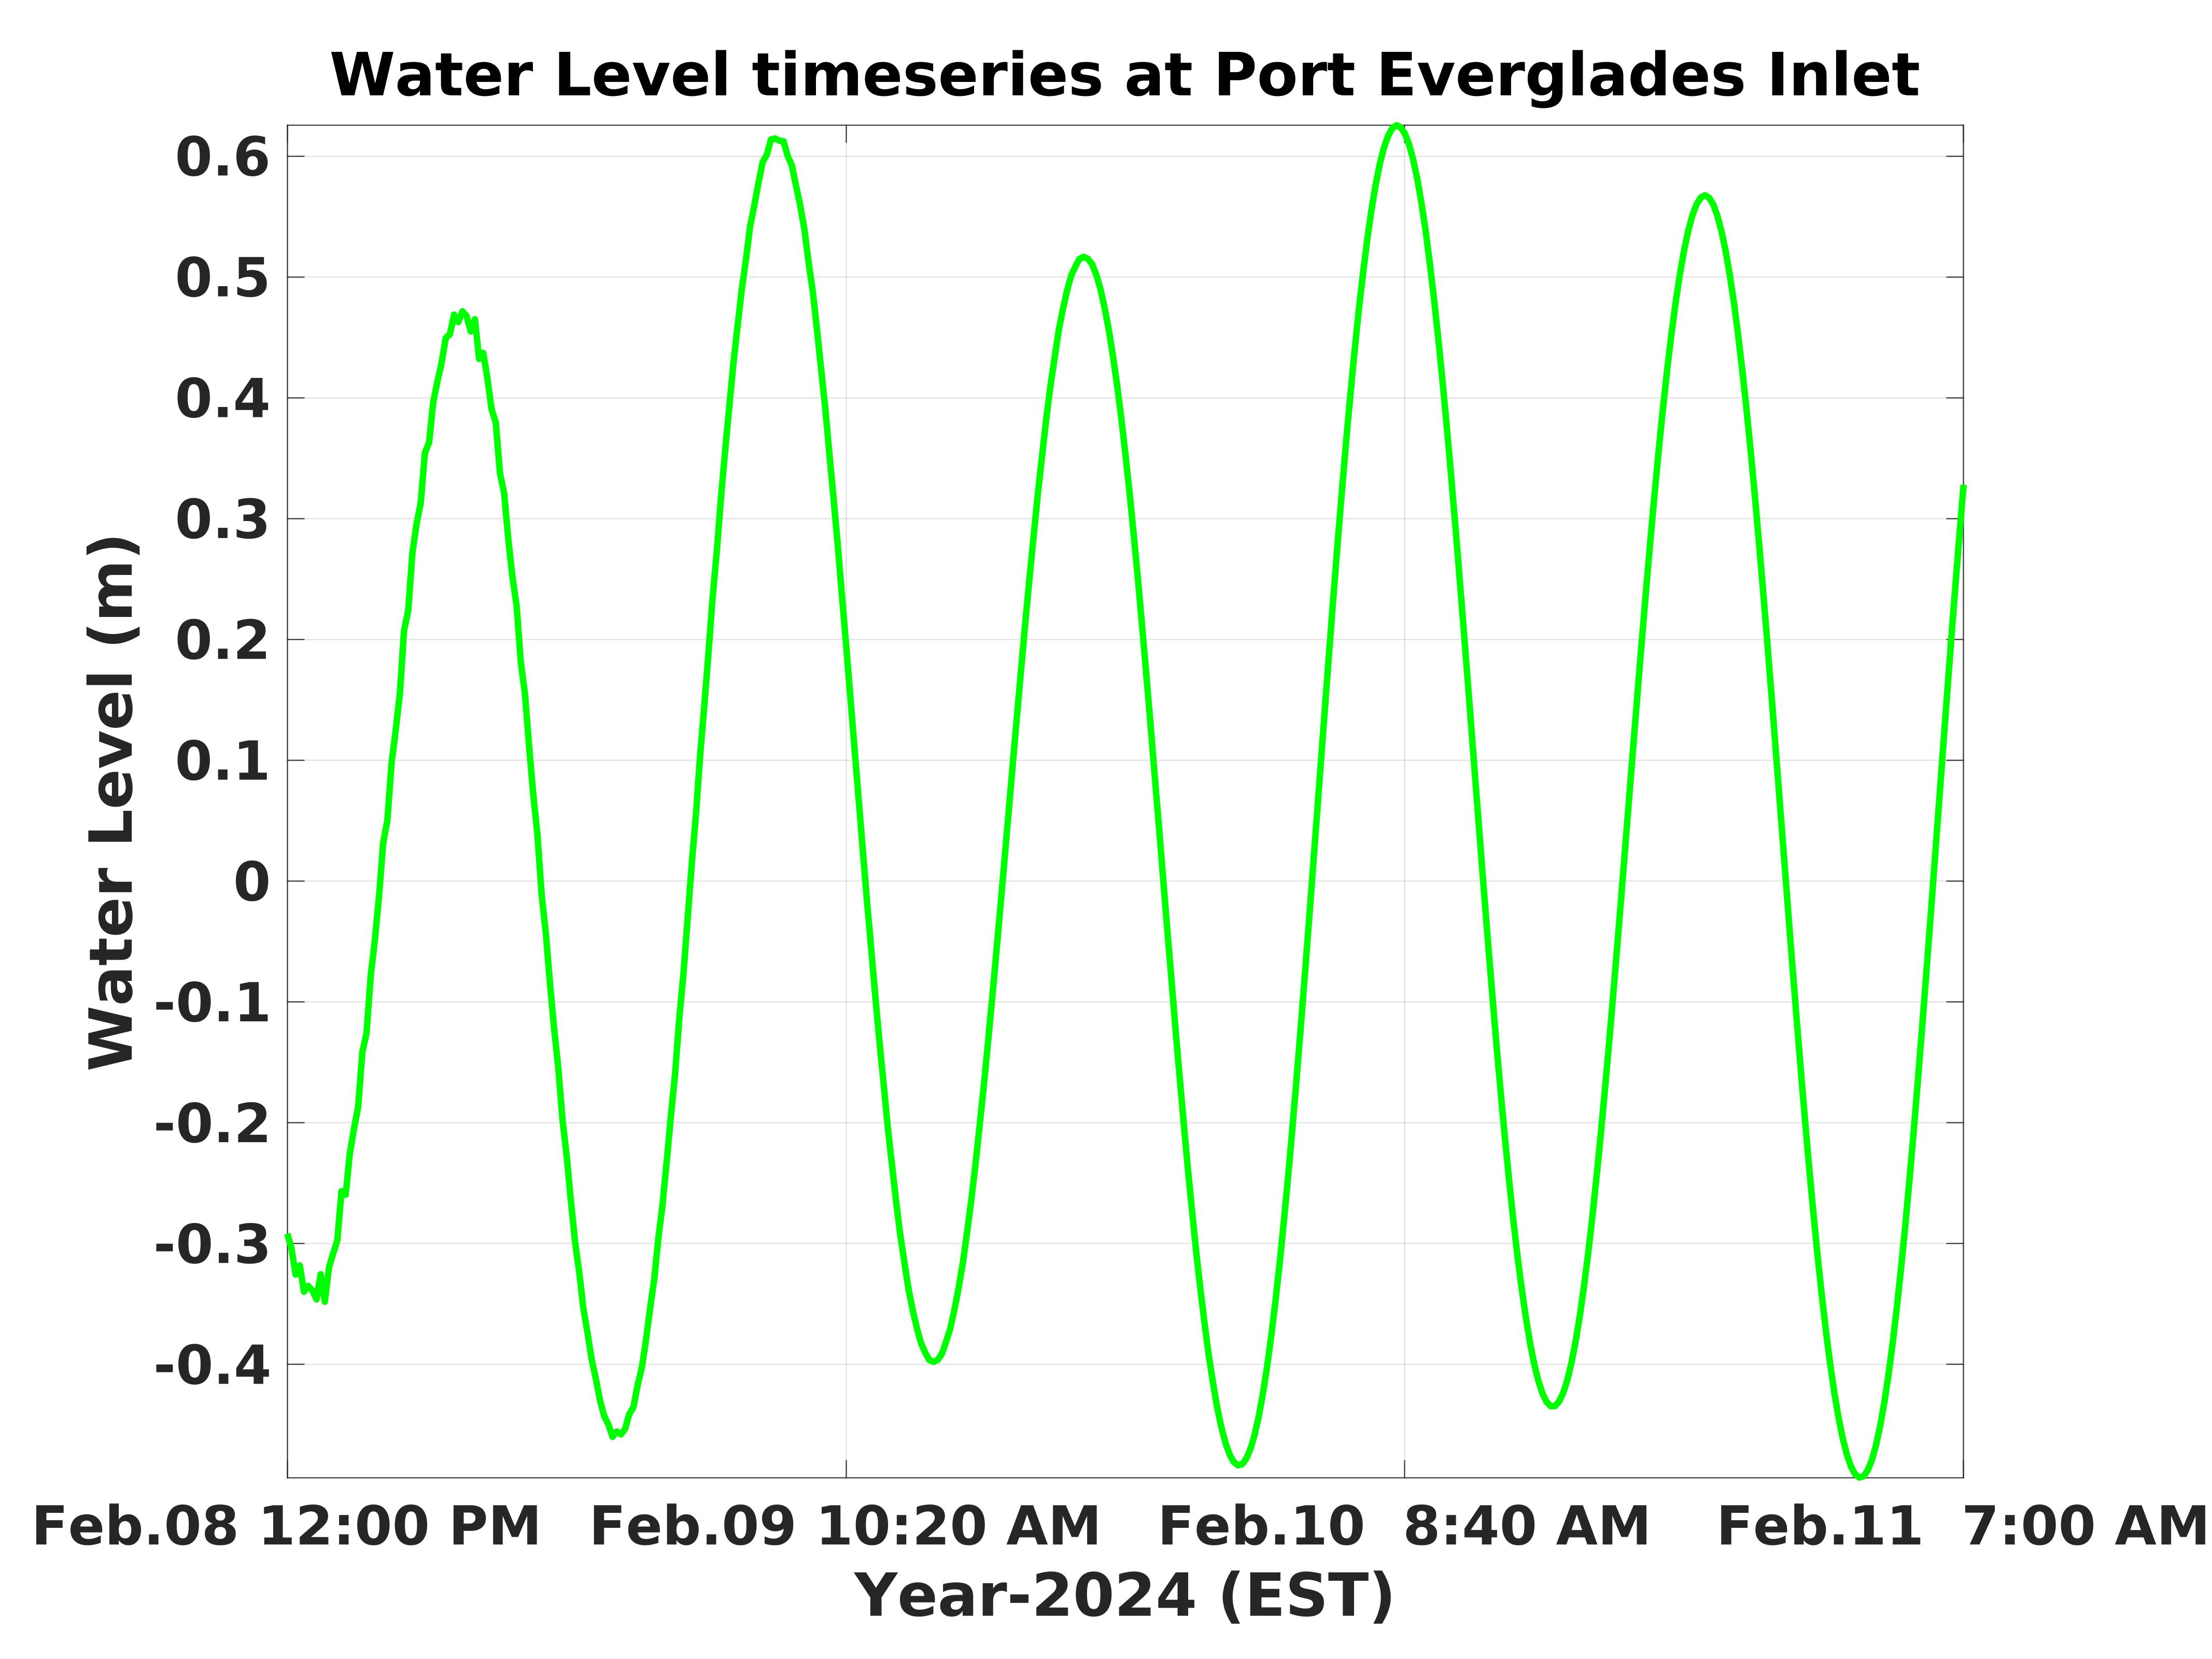 Water Level timeseries at Port Everglades Inlet
0.6
0.5
0.4
0.3
0.2
0.1
0
-0.1
-0.2
-0.3
-0.4
Water Level (m)
Feb.08 12:00 PM Feb.09 10:20 AM Feb.10 8:40 AM Feb.11 7:00 AM
Year-2024 (EST)